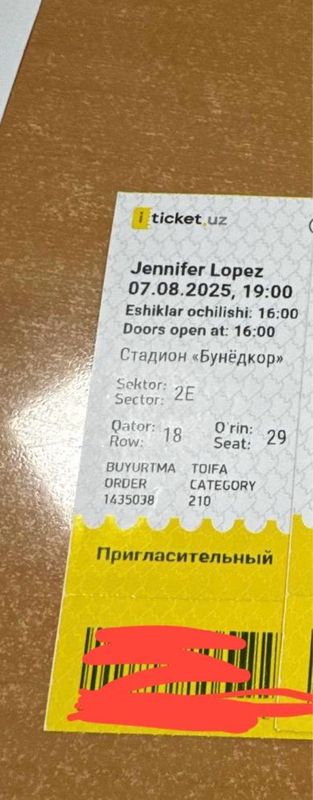 iticket.uz
Jennifer Lopez
07.08.2025, 19:00
Eshiklar ochilishi: 16:00
Doors open at: 16:00
Стадион «Бунёдкор»
Sektor:
Sector: 2E
Qator:
Row: 18
O'rin:
Seat: 29
BUYURTMA
ORDER
1435038
TOIFA
CATEGORY
210
Пригласительный